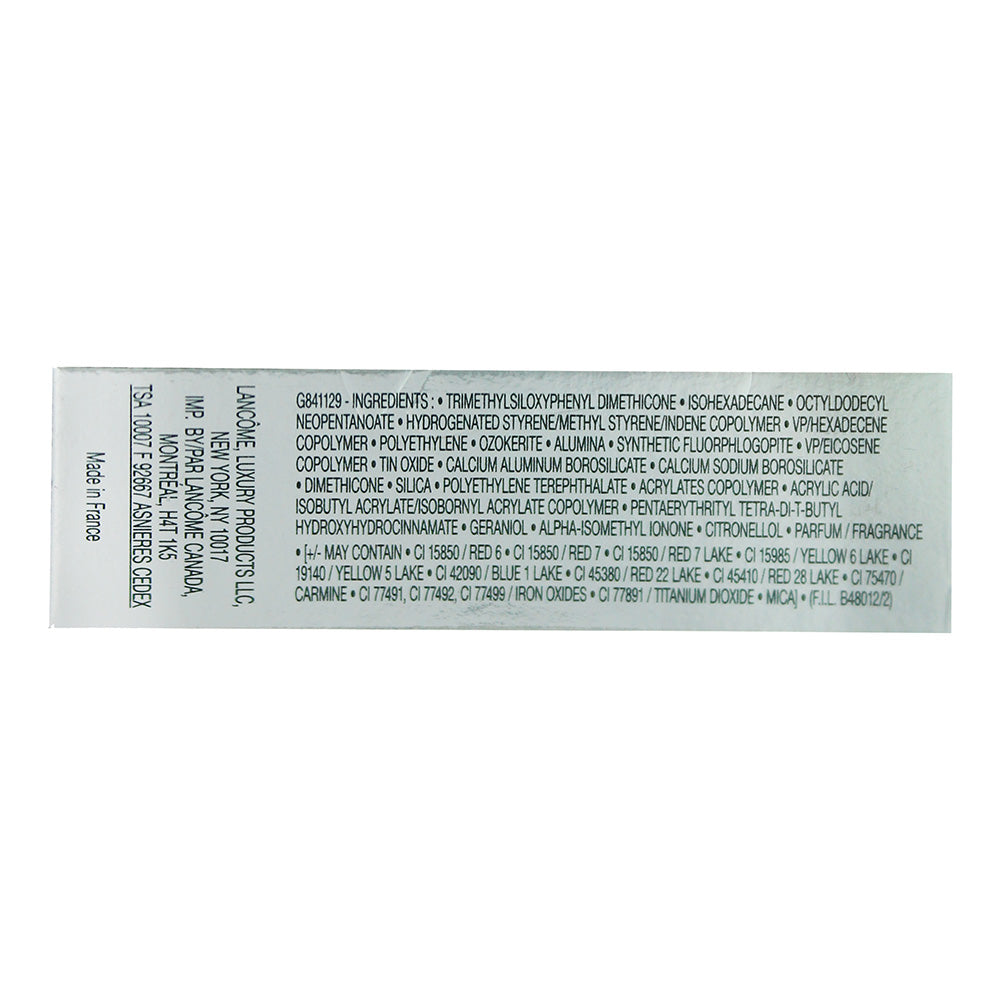 G841129 - INGREDIENTS : • TRIMETHYLSILOXYPHENYL DIMETHICONE • ISOHEXADECANE • OCTYLDODECYL
NEOPENTANOATE • HYDROGENATED STYRENE/METHYL STYRENE/INDENE COPOLYMER • VP/HEXADECENE
COPOLYMER • POLYETHYLENE • OZOKERITE • ALUMINA • SYNTHETIC FLUORPHLOGOPITE • VP/EICOSENE
COPOLYMER • TIN OXIDE • CALCIUM ALUMINUM BOROSILICATE • CALCIUM SODIUM BOROSILICATE
• DIMETHICONE • SILICA • POLYETHYLENE TEREPHTHALATE • ACRYLATES COPOLYMER • ACRYLIC ACID/
ISOBUTYL ACRYLATE/ISOBORNYL ACRYLATE COPOLYMER • PENTAERYTHRITYL TETRA-DI-T-BUTYL
HYDROXYHYDROCINNAMATE • GERANIOL • ALPHA-ISOMETHYL IONONE • CITRONELLOL • PARFUM / FRAGRANCE
• [+/- MAY CONTAIN • CI 15850 / RED 6 • CI 15850 / RED 7 • CI 15850 / RED 7 LAKE • CI 15985 / YELLOW 6 LAKE • CI
19140 / YELLOW 5 LAKE • CI 42090 / BLUE 1 LAKE • CI 45380 / RED 22 LAKE • CI 45410 / RED 28 LAKE • CI 75470 /
CARMINE • CI 77491, CI 77492, CI 77499 / IRON OXIDES • CI 77891 / TITANIUM DIOXIDE • MICA] • (F.I.L. B48012/2)
LANCÔME, LUXURY PRODUCTS LLC,
NEW YORK, NY 10017
IMP. BY/PAR LANCÔME CANADA,
MONTRÉAL, H4T 1K5
TSA 10007 F 92667 ASNIERES CEDEX
Made in France